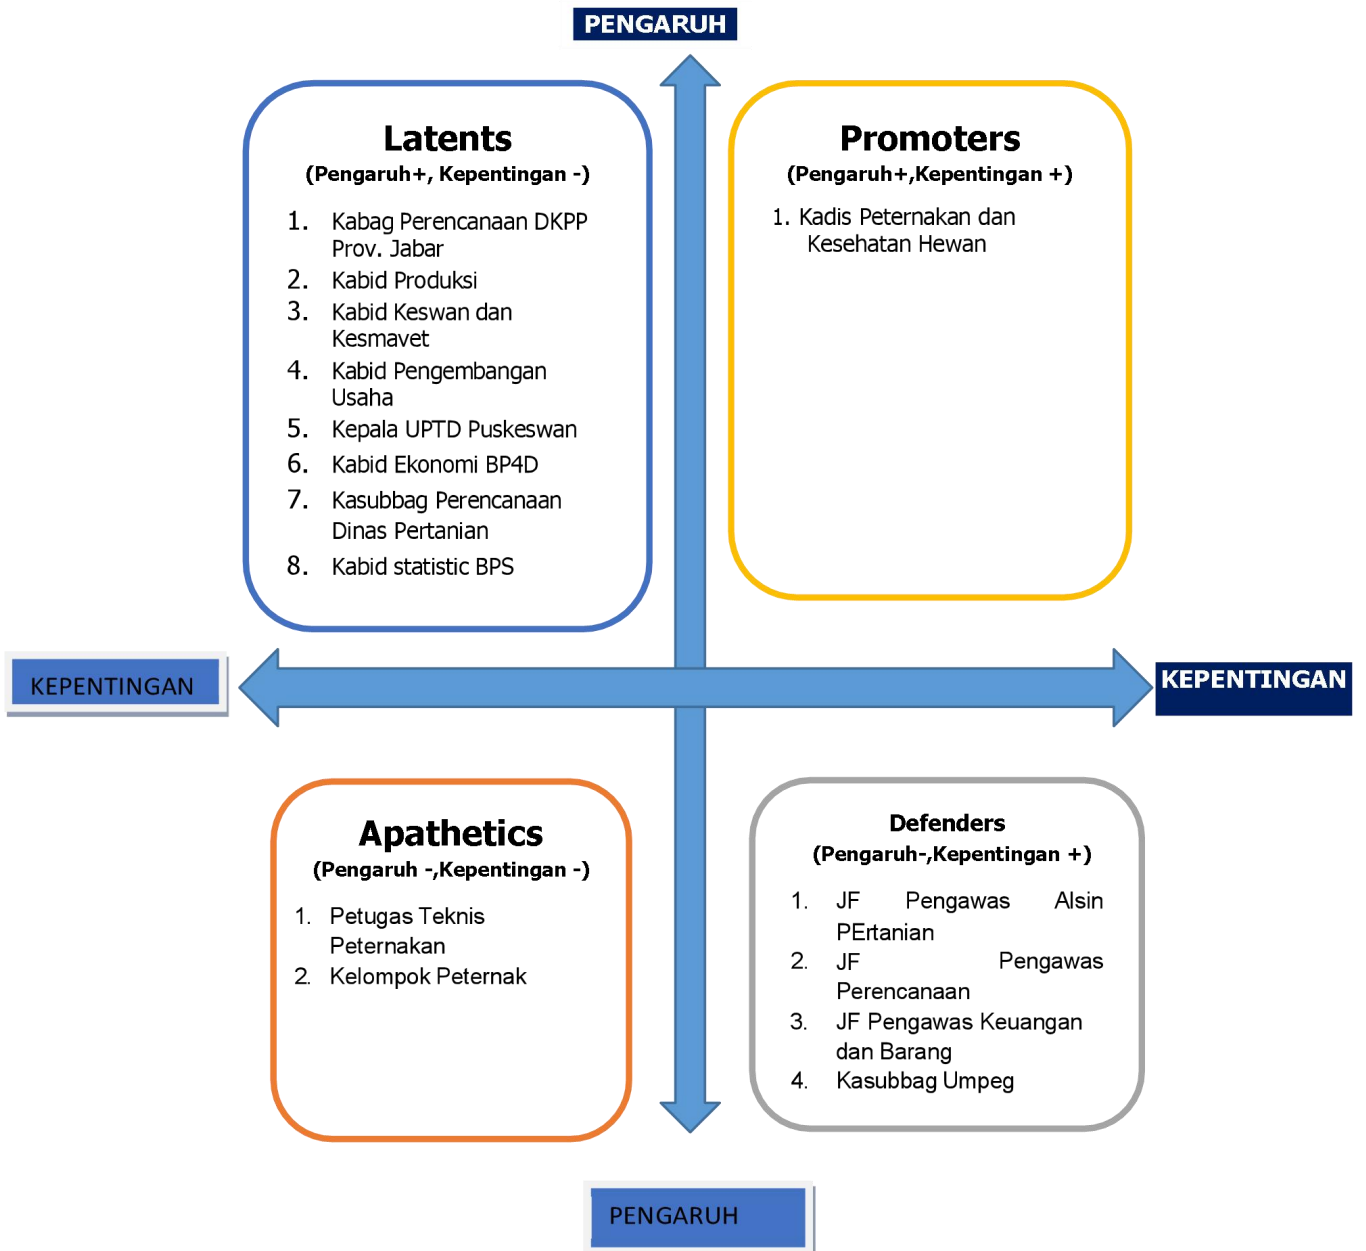 PENGARUH
Latents
(Pengaruh+, Kepentingan -)
1. Kabag Perencanaan DKPP
Prov. Jabar
2. Kabid Produksi
3. Kabid Keswan dan
Kesmavet
4. Kabid Pengembangan
Usaha
5. Kepala UPTD Puskeswan
6. Kabid Ekonomi BP4D
7. Kasubbag Perencanaan
Dinas Pertanian
8. Kabid statistic BPS
Promoters
(Pengaruh+,Kepentingan +)
1. Kadis Peternakan dan
Kesehatan Hewan
KEPENTINGAN
KEPENTINGAN
Apathetics
(Pengaruh -,Kepentingan -)
1. Petugas Teknis
Peternakan
2. Kelompok Peternak
Defenders
(Pengaruh-,Kepentingan +)
1. JF Pengawas Alsin
PErtanian
2. JF Pengawas
Perencanaan
3. JF Pengawas Keuangan
dan Barang
4. Kasubbag Umpeg
PENGARUH